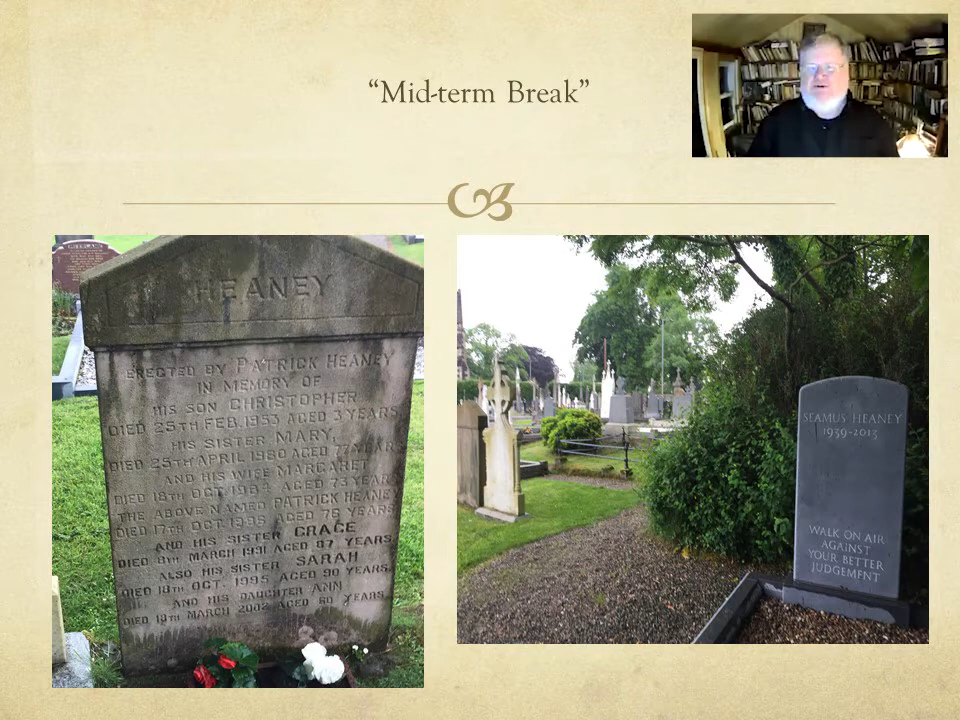 “Mid-term Break”
HEANEY
ERECTED BY PATRICK HEANEY
IN MEMORY OF
HIS SON CHRISTOPHER
DIED 25TH FEB. 1953 AGED 3 YEARS
HIS SISTER MARY,
DIED 25TH APRIL 1980 AGED 77 YEARS
AND HIS WIFE MARGARET
DIED 18TH OCT. AGED 73 YEARS
THE ABOVE NAMED PATRICK HEANEY
DIED 17TH OCT. AGED 76 YEARS
AND HIS SISTER GRACE
DIED 8TH MARCH 1991 AGED 87 YEARS
ALSO HIS SISTER SARAH
DIED 18TH OCT. 1995 AGED 90 YEARS.
AND HIS DAUGHTER ANN
DIED 18TH MARCH 2002 AGED 60 YEARS.
SEAMUS HEANEY
1939-2013
WALK ON AIR
AGAINST
YOUR BETTER
JUDGEMENT